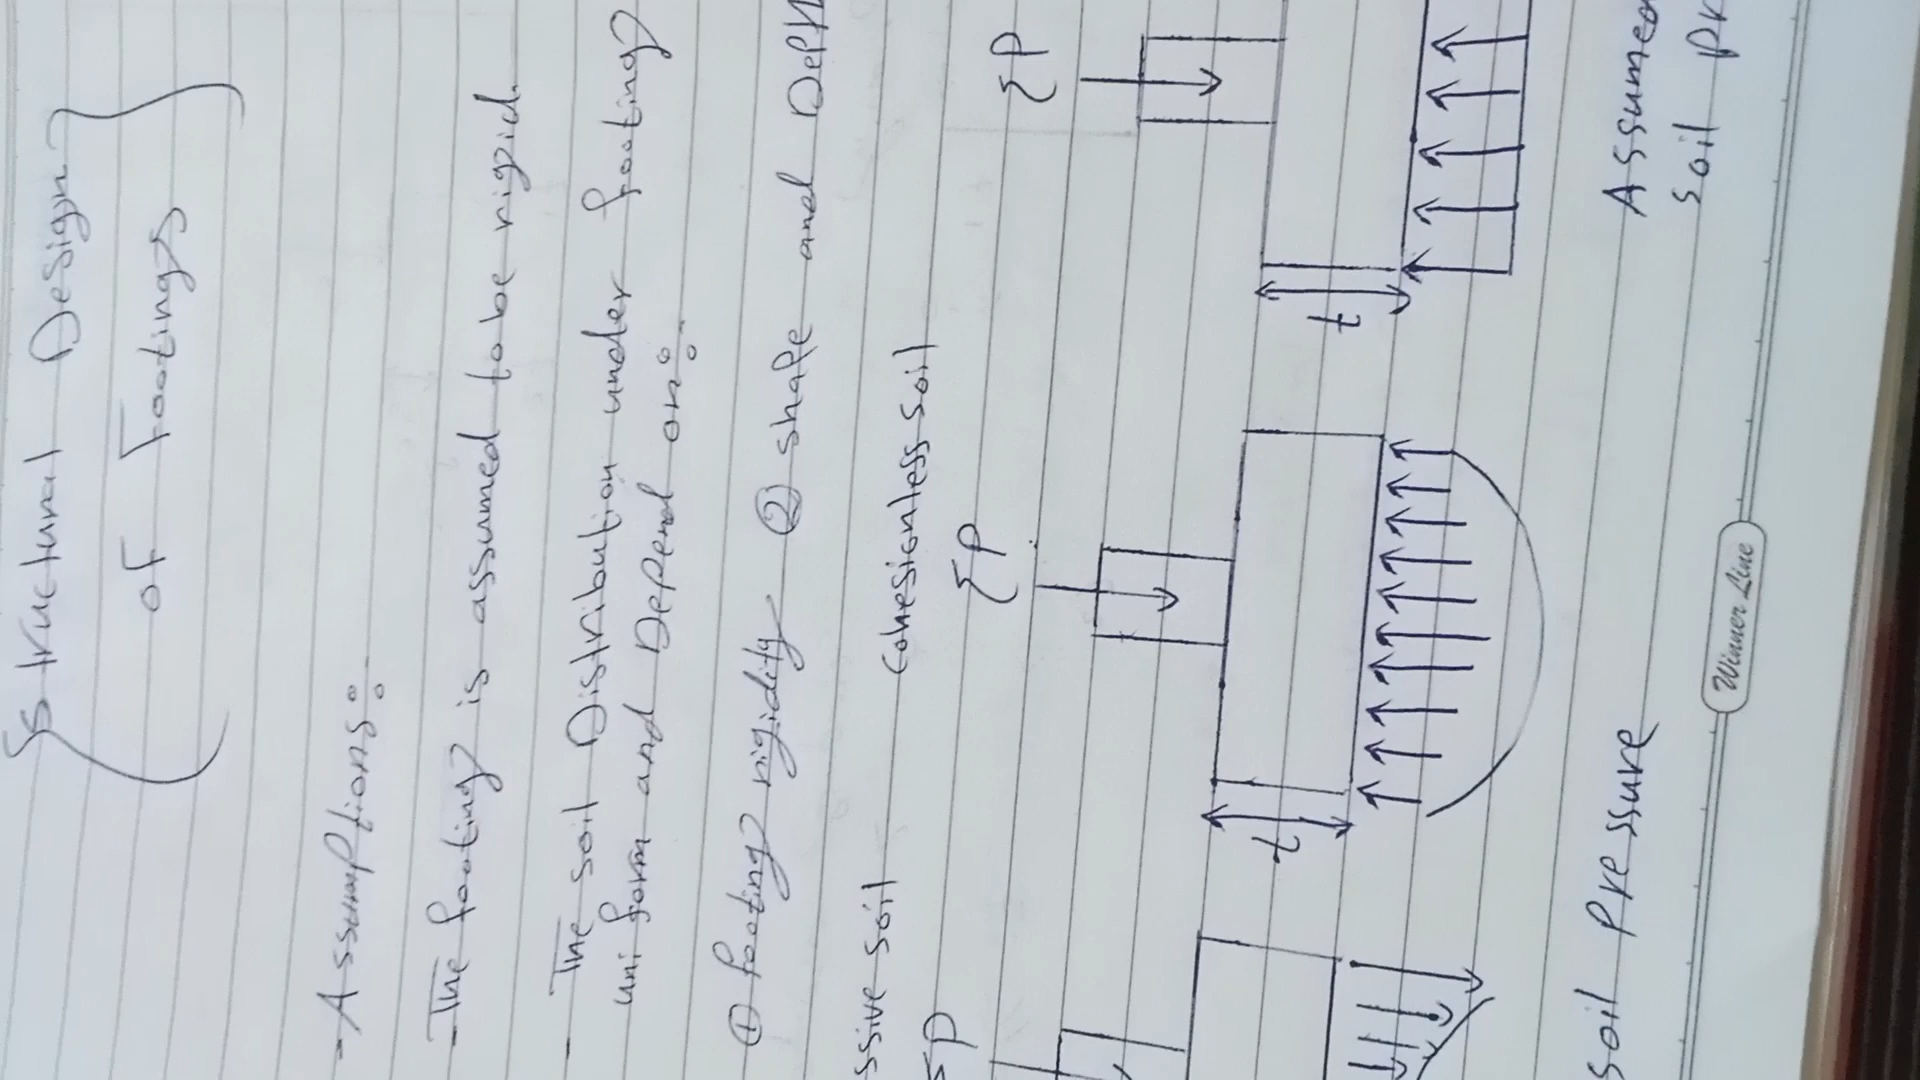 Structural Design
of Footings
- Assumptions:
- The footing is assumed to be rigid.
- The soil Distribution under footing
uni form and Depend on:
① footing rigidity ② shape and Depth
ssive soil
Cohesionless soil
ΣP
ΣP
ΣP
t
t
soil Pressure
Assumed
soil pr
Winner Line